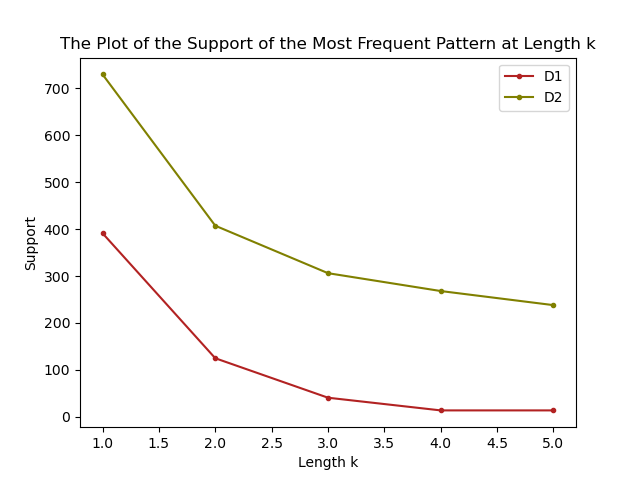 The Plot of the Support of the Most Frequent Pattern at Length k
D1
D2
700
600
500
400
300
200
100
0
Support
1.0 1.5 2.0 2.5 3.0 3.5 4.0 4.5 5.0
Length k